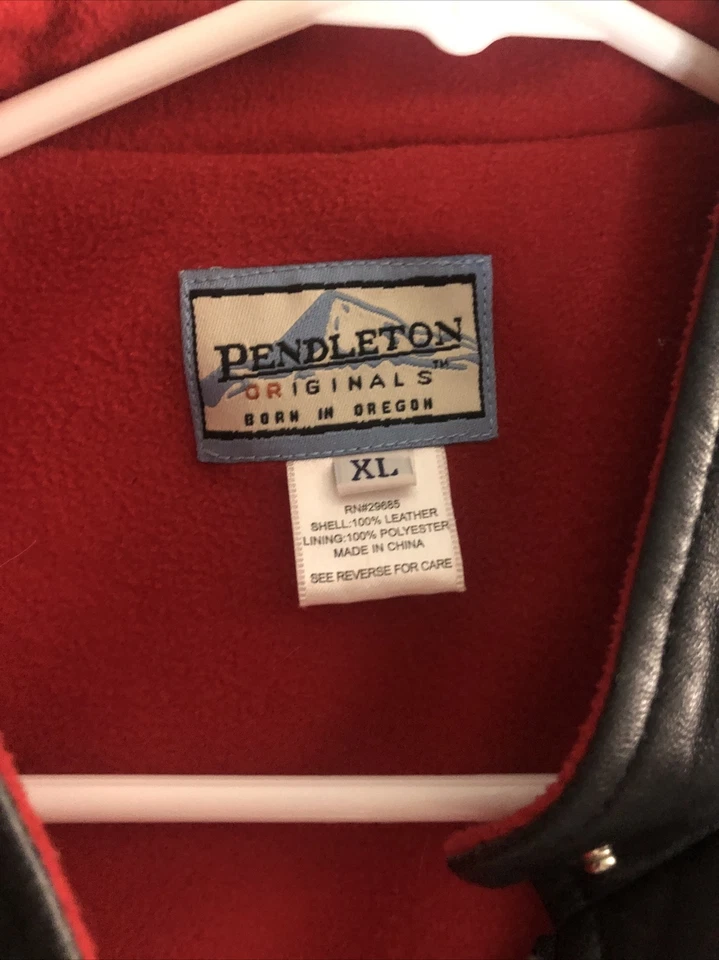 PENDLETON
ORIGINALS™
BORN IN OREGON
XL
RN#29685
SHELL:100% LEATHER
LINING:100% POLYESTER
MADE IN CHINA
SEE REVERSE FOR CARE